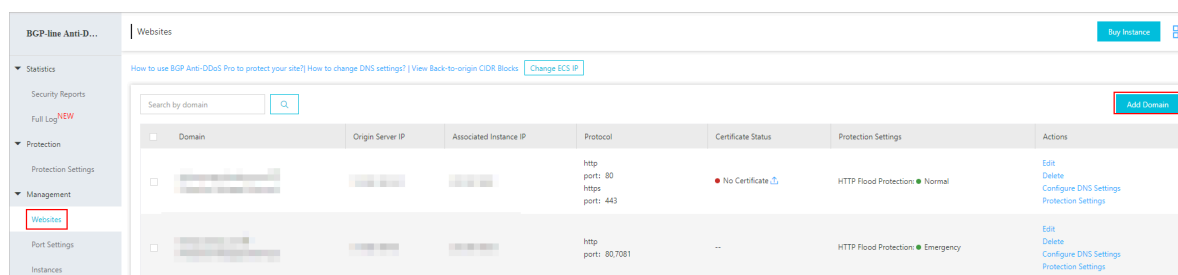 BGP-line Anti-D...
Websites
Buy Instance
Statistics
How to use BGP Anti-DDoS Pro to protect your site?| How to change DNS settings? | View Back-to-origin CIOR Blocks Change ECS IP
Security Reports
Search by domain
Add Domain
Full Log NEW
Domain Origin Server IP Associated Instance IP Protocol Certificate Status Protection Settings Actions
Protection
Protection Settings
http
port: 80
https
port: 443
No Certificate
HTTP Flood Protection: Normal
Edit
Delete
Configure DNS Settings
Protection Settings
Management
Websites
Port Settings
Instances
http
port: 80,7081
--
HTTP Flood Protection: Emergency
Edit
Delete
Configure DNS Settings
Protection Settings